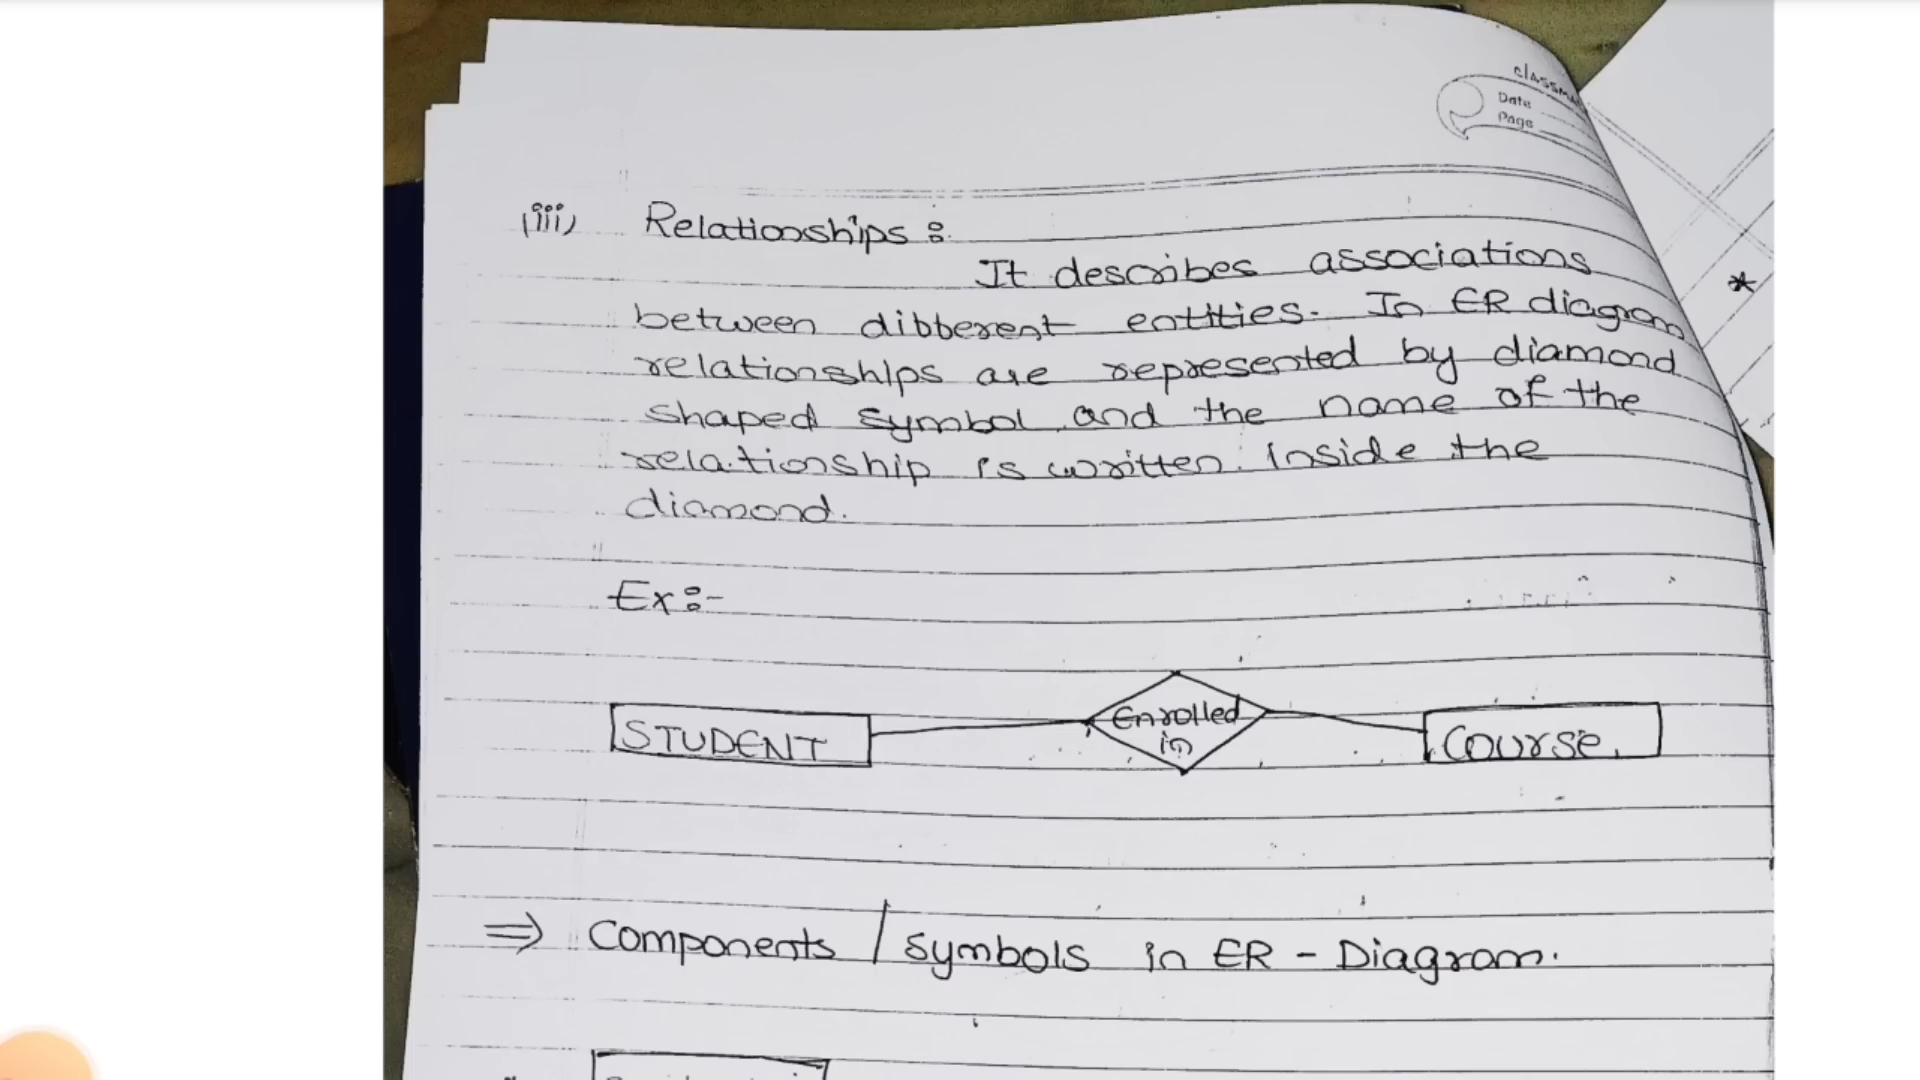 classma
Date
Page
(iii) Relationships :
It describes associations
between different entities. In ER diagram
relationships are represented by diamond
shaped symbol and the name of the
relationship is written inside the
diamond.
Ex:-
STUDENT Enrolled in Course
*
⇒ Components / symbols in ER - Diagram.